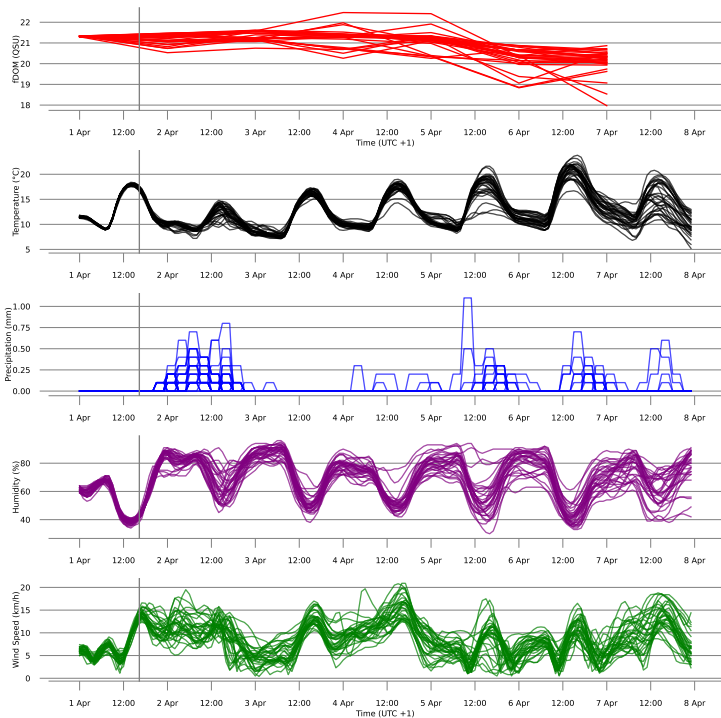 22
21
20
19
18
fDOM (QSU)
1 Apr 12:00 2 Apr 12:00 3 Apr 12:00 4 Apr 12:00 5 Apr 12:00 6 Apr 12:00 7 Apr 12:00 8 Apr
Time (UTC +1)
20
15
10
5
Temperature (°C)
1 Apr 12:00 2 Apr 12:00 3 Apr 12:00 4 Apr 12:00 5 Apr 12:00 6 Apr 12:00 7 Apr 12:00 8 Apr
1.00
0.75
0.50
0.25
0.00
Precipitation (mm)
1 Apr 12:00 2 Apr 12:00 3 Apr 12:00 4 Apr 12:00 5 Apr 12:00 6 Apr 12:00 7 Apr 12:00 8 Apr
80
60
40
Humidity (%)
1 Apr 12:00 2 Apr 12:00 3 Apr 12:00 4 Apr 12:00 5 Apr 12:00 6 Apr 12:00 7 Apr 12:00 8 Apr
20
15
10
5
0
Wind Speed (km/h)
1 Apr 12:00 2 Apr 12:00 3 Apr 12:00 4 Apr 12:00 5 Apr 12:00 6 Apr 12:00 7 Apr 12:00 8 Apr
Time (UTC +1)